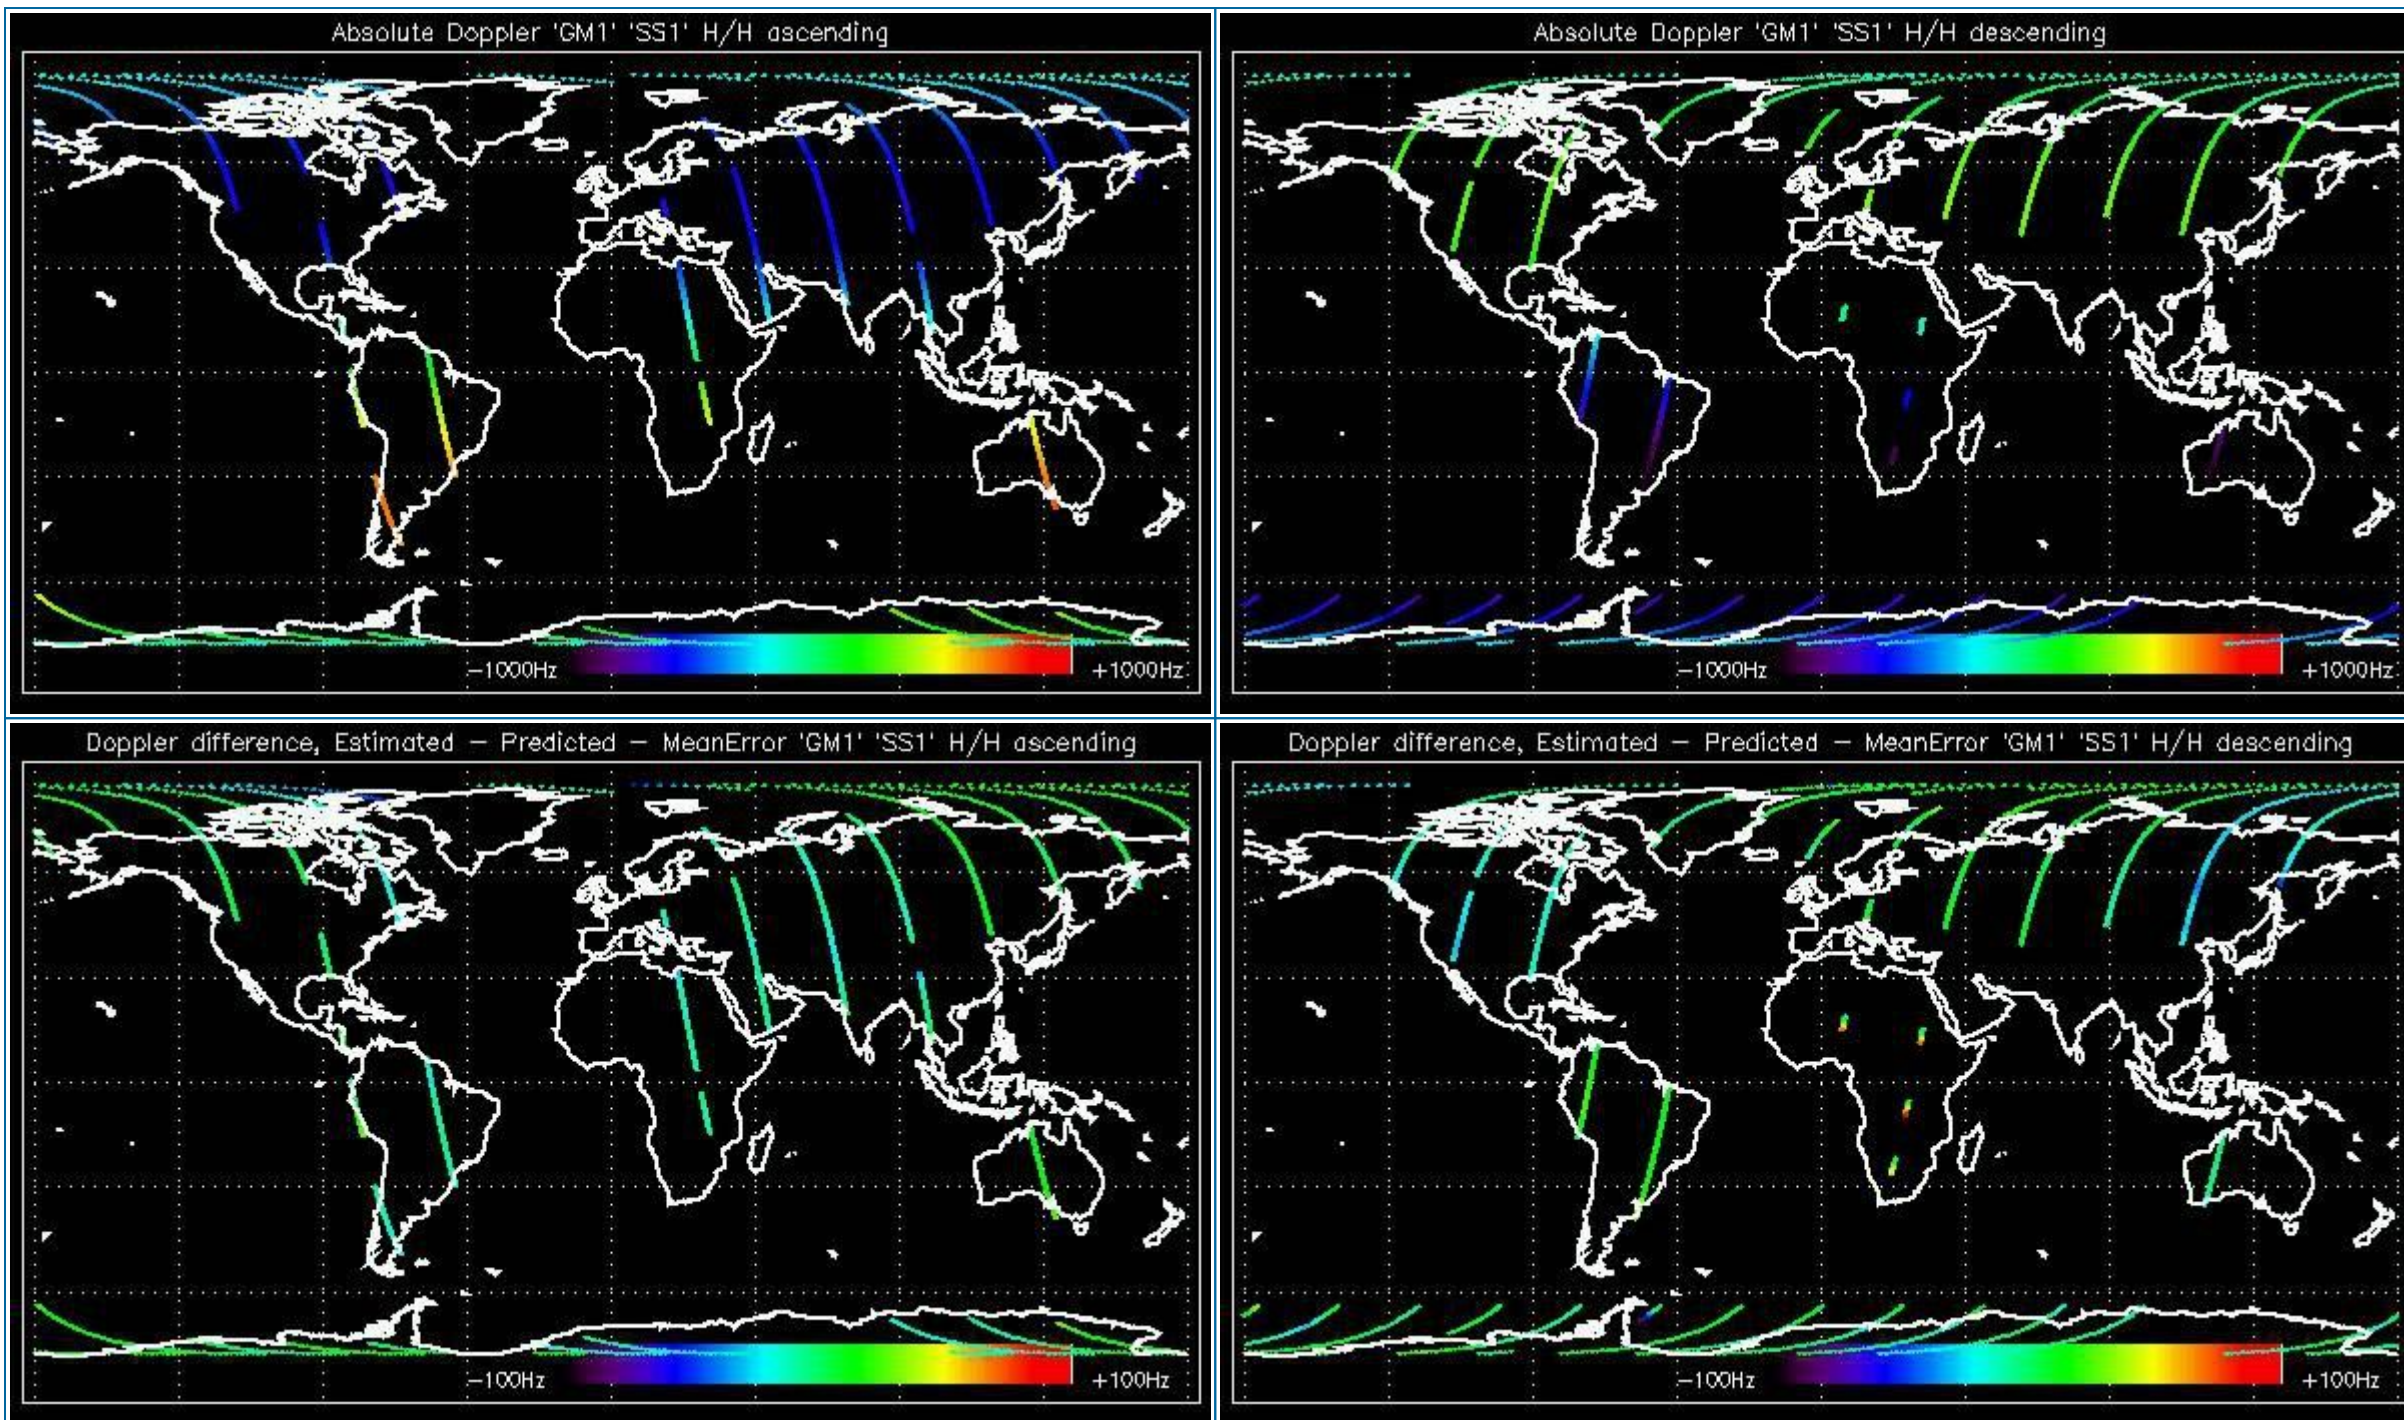 Absolute Doppler 'GM1' 'SS1' H/H ascending
−1000Hz
+1000Hz
Absolute Doppler 'GM1' 'SS1' H/H descending
−1000Hz
+1000Hz
Doppler difference, Estimated − Predicted − MeanError 'GM1' 'SS1' H/H ascending
−100Hz
+100Hz
Doppler difference, Estimated − Predicted − MeanError 'GM1' 'SS1' H/H descending
−100Hz
+100Hz